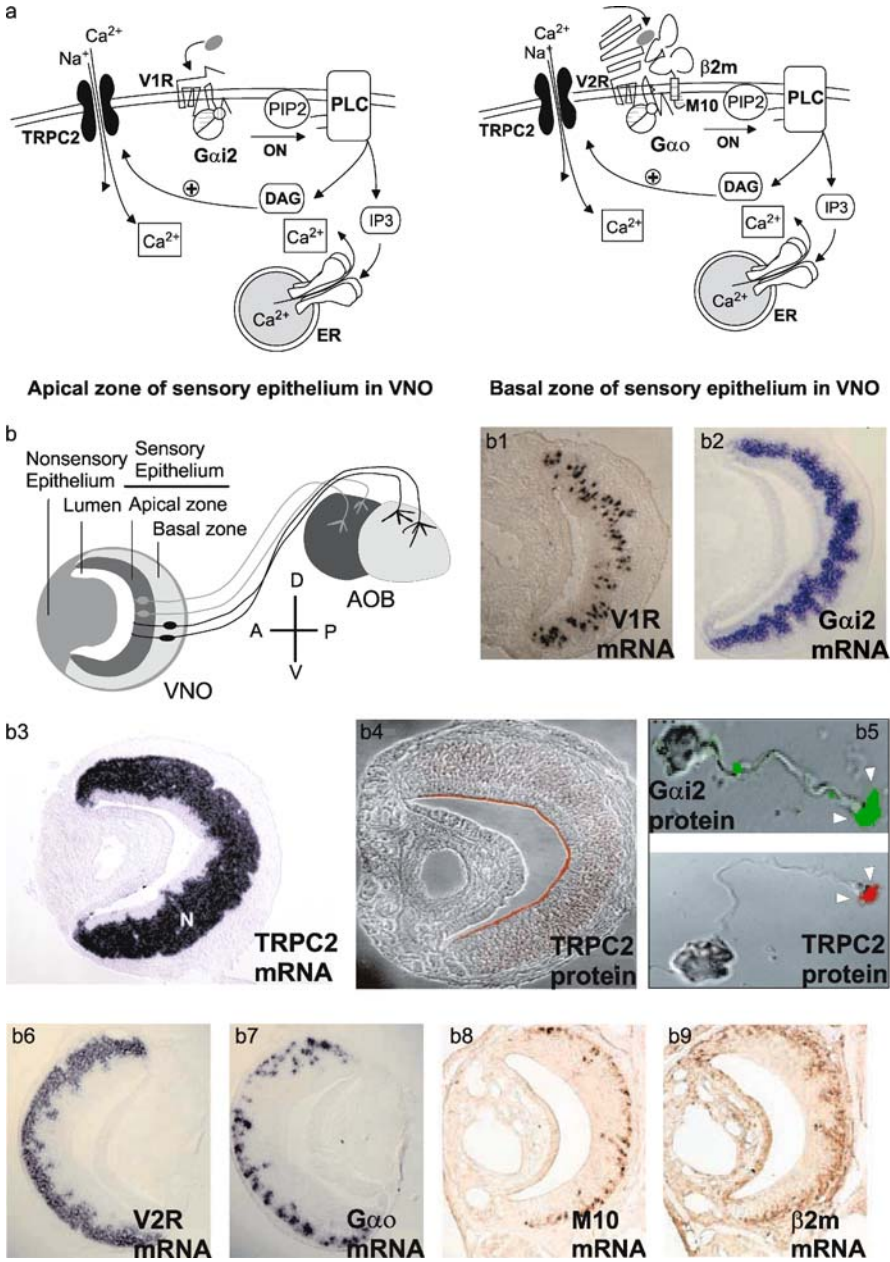 a
Ca²⁺
Na⁺
V1R
TRPC2
Gαi2
PIP2
PLC
ON
DAG
IP3
Ca²⁺
Ca²⁺
Ca²⁺
ER
Apical zone of sensory epithelium in VNO
Ca²⁺
Na⁺
V2R
β2m
M10
TRPC2
Gαo
PIP2
PLC
ON
DAG
IP3
Ca²⁺
Ca²⁺
Ca²⁺
ER
Basal zone of sensory epithelium in VNO
b
Nonsensory
Epithelium
Sensory
Epithelium
Lumen
Apical zone
Basal zone
VNO
AOB
D
A
P
V
b1
V1R
mRNA
b2
Gαi2
mRNA
b3
N
TRPC2
mRNA
b4
TRPC2
protein
b5
Gαi2
protein
TRPC2
protein
b6
V2R
mRNA
b7
Gαo
mRNA
b8
M10
mRNA
b9
β2m
mRNA